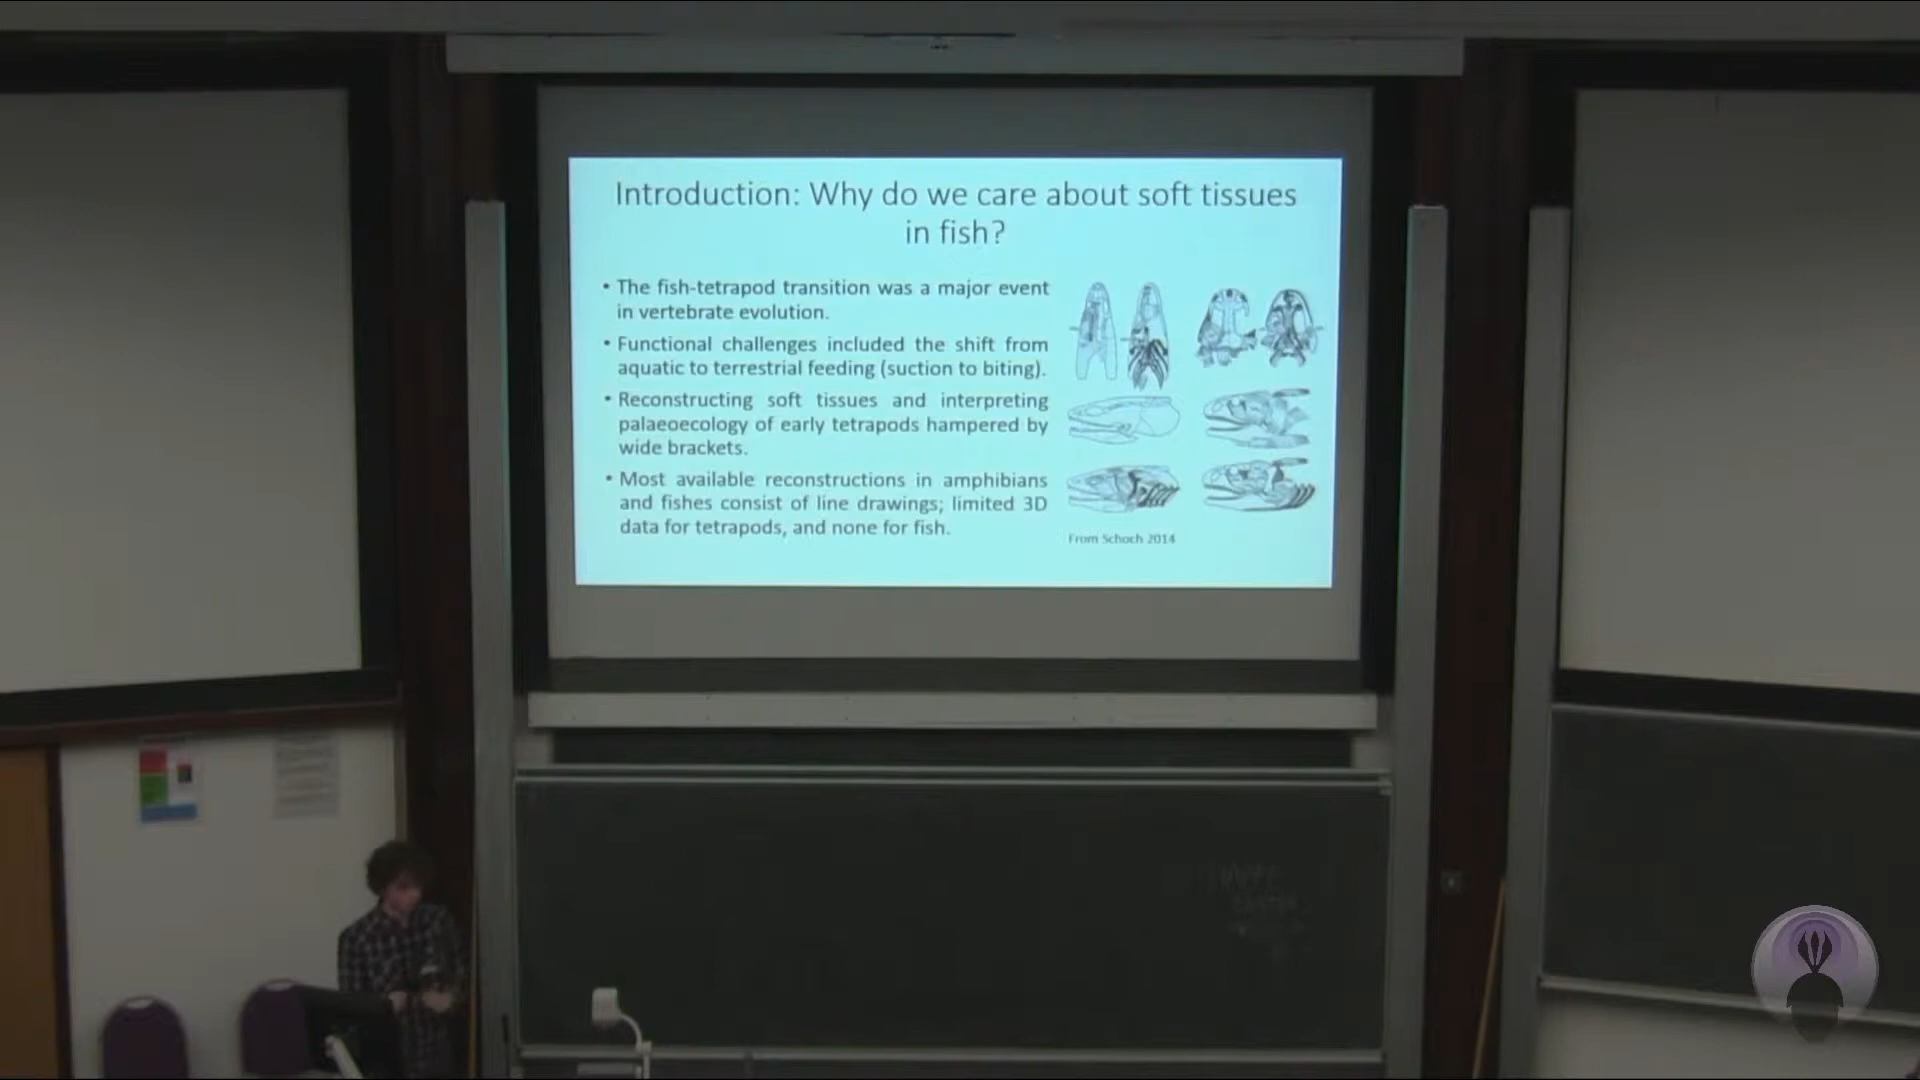 Introduction: Why do we care about soft tissues
in fish?
• The fish-tetrapod transition was a major event
in vertebrate evolution.
• Functional challenges included the shift from
aquatic to terrestrial feeding (suction to biting).
• Reconstructing soft tissues and interpreting
palaeoecology of early tetrapods hampered by
wide brackets.
• Most available reconstructions in amphibians
and fishes consist of line drawings; limited 3D
data for tetrapods, and none for fish.
From Schoch 2014